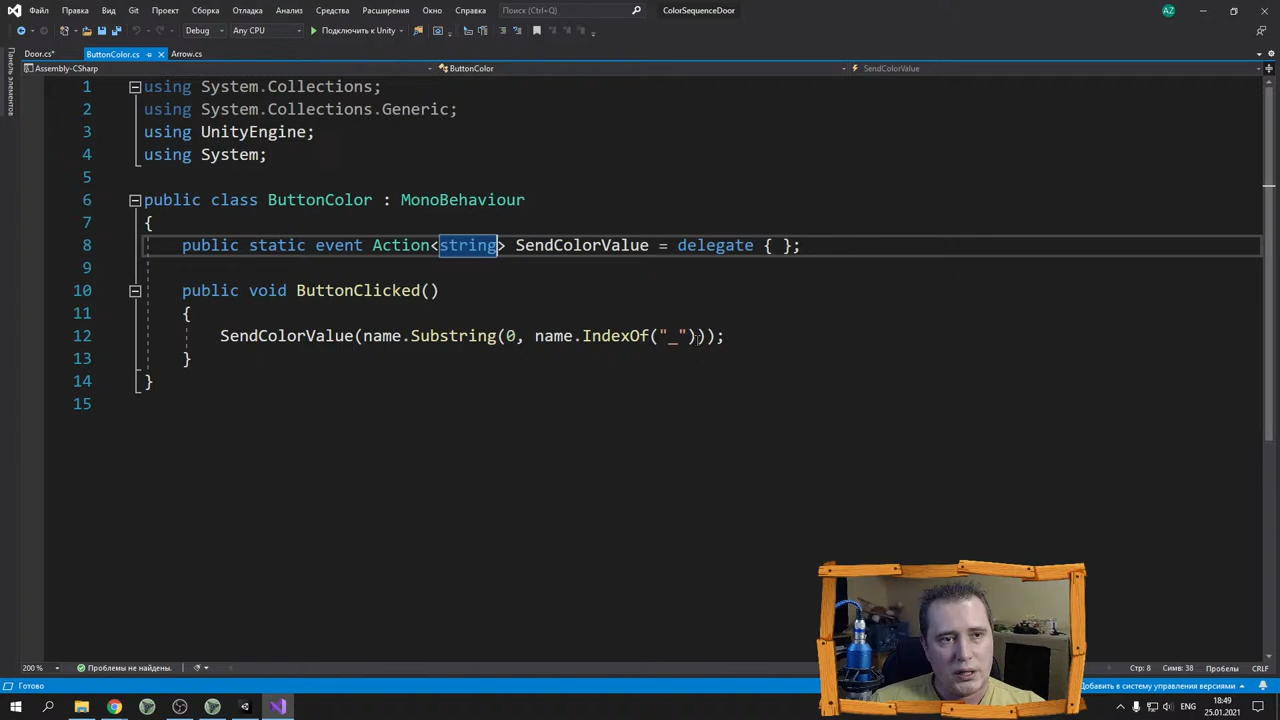 Файл Правка Вид Git Проект Сборка Отладка Анализ Средства Расширения Окно Справка Поиск (Ctrl+Q) ColorSequenceDoor AZ
Debug Any CPU Подключить к Unity
Door.cs* ButtonColor.cs Arrow.cs
Assembly-CSharp ButtonColor SendColorValue
Панель элементов
1 using System.Collections;
2 using System.Collections.Generic;
3 using UnityEngine;
4 using System;
5
6 public class ButtonColor : MonoBehaviour
7 {
8 public static event Action<string> SendColorValue = delegate { };
9
10 public void ButtonClicked()
11 {
12 SendColorValue(name.Substring(0, name.IndexOf("_")));
13 }
14 }
15
200 % Проблемы не найдены. Стр: 8 Симв: 38 Пробелы CRLF
Готово Добавить в систему управления версиями
ENG 18:49
25.01.2021